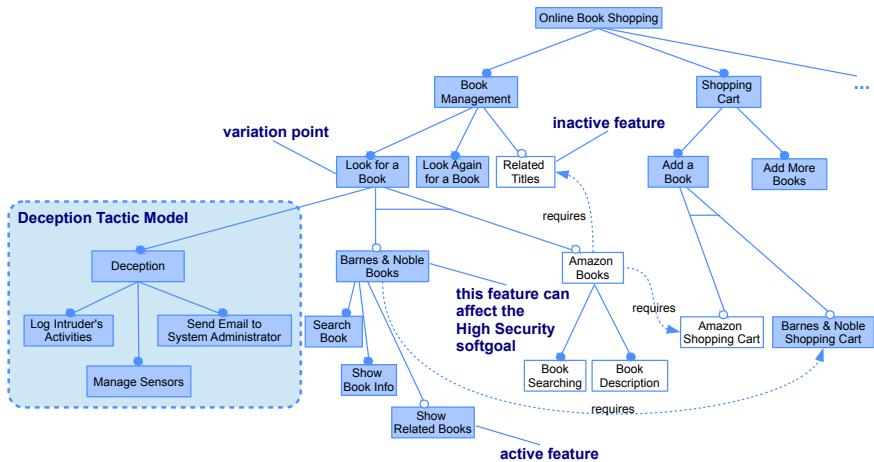 Online Book Shopping
Book
Management
Shopping
Cart
...
variation point
inactive feature
Look for a
Book
Look Again
for a Book
Related
Titles
Add a
Book
Add More
Books
Deception Tactic Model
requires
Deception
Barnes & Noble
Books
Amazon
Books
this feature can
affect the
High Security
softgoal
requires
Log Intruder's
Activities
Send Email to
System Administrator
Search
Book
Amazon
Shopping Cart
Barnes & Noble
Shopping Cart
Manage Sensors
Show
Book Info
Book
Searching
Book
Description
requires
Show
Related Books
active feature